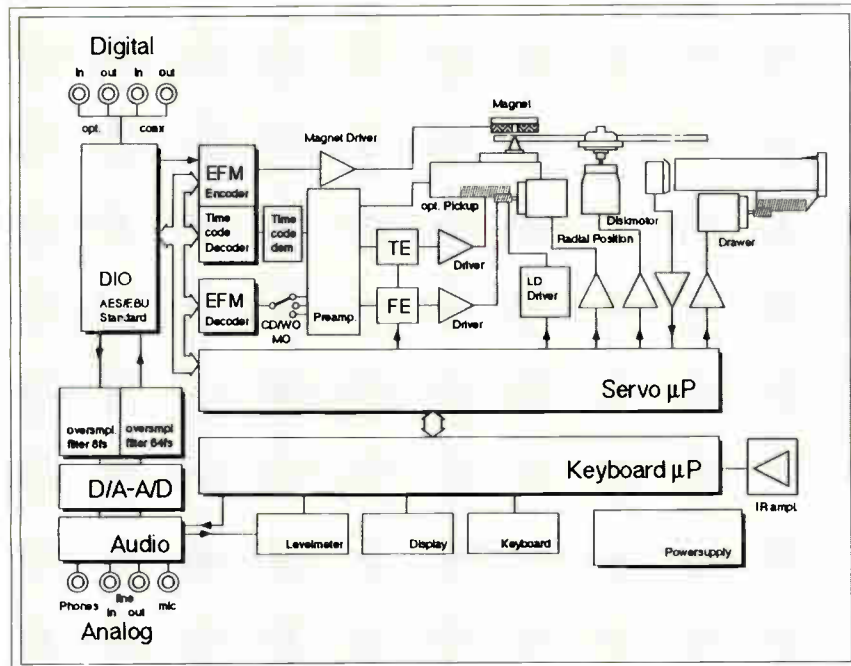 Digital
in out in out
opt. coax
Magnet
Magnet Driver
EFM
Encoder
Time
code
Decoder
Time
code
dem
opt. Pickup
Diskmotor
Radial Position
Drawer
DIO
AES/EBU
Standard
TE
Driver
LD
Driver
EFM
Decoder
CD/WO
MO
Preamp.
FE
Driver
Servo µP
oversmpl.
filter 8fs
oversmpl.
filter 64fs
Keyboard µP
D/A-A/D
IR ampl.
Audio
Levelmeter
Display
Keyboard
Powersupply
Phones line mic
in out
Analog